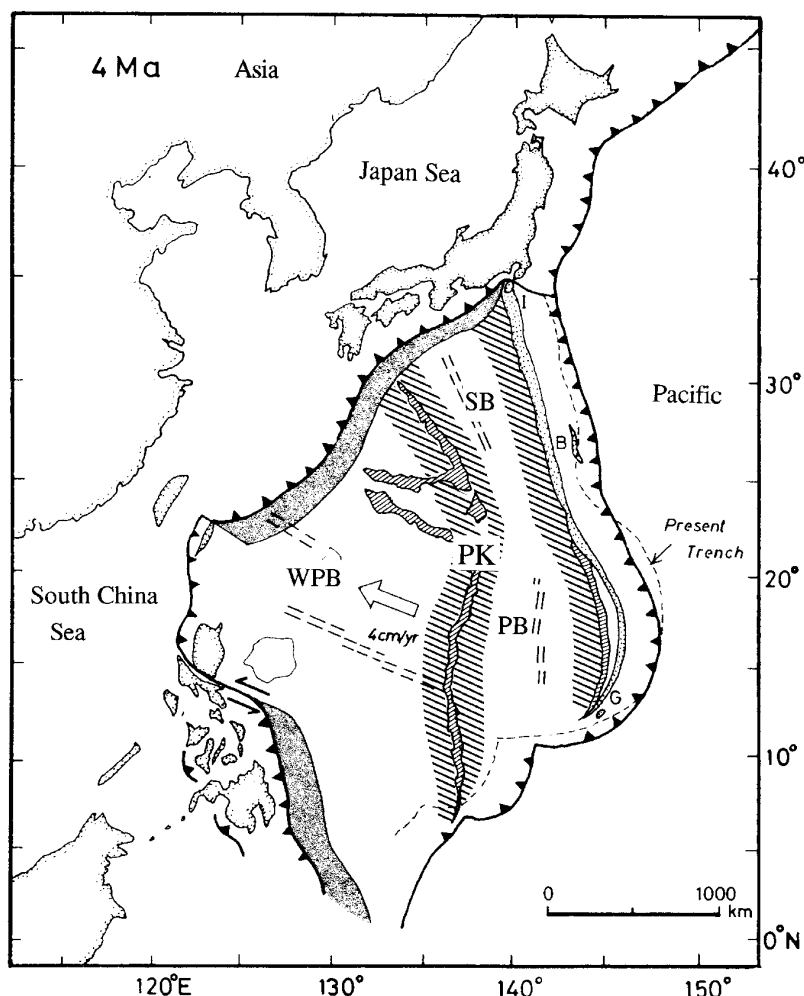 4 Ma
Asia
Japan Sea
40°
I
30°
SB
Pacific
B
Present
Trench
PK
WPB
20°
South China
Sea
4cm/yr
PB
G
10°
0
1000
km
0°N
120°E
130°
140°
150°